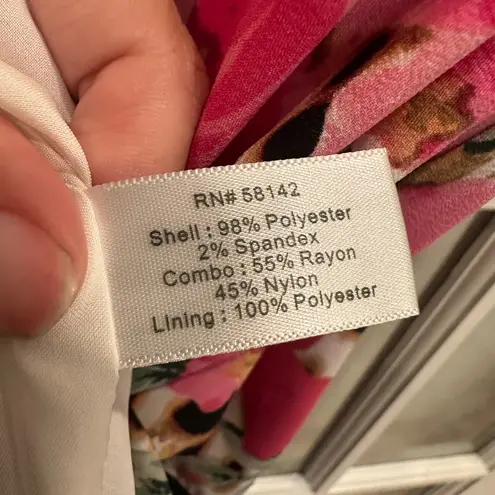 RN# 58142
Shell : 98% Polyester
2% Spandex
Combo : 55% Rayon
45% Nylon
Lining : 100% Polyester